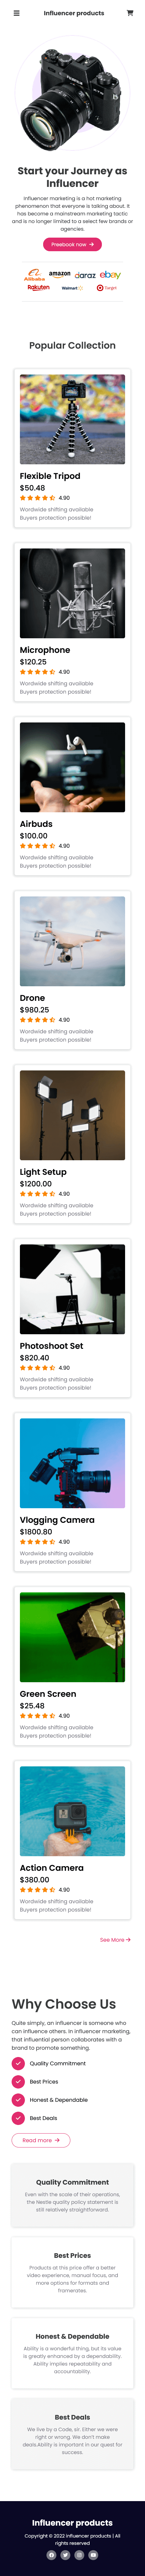 Influencer products
Start your Journey as
Influencer
Influencer marketing is a hot marketing
phenomenon that everyone is talking about, it
has become a mainstream marketing tactic
and is no longer limited to a select few brands or
agencies.
Preebook now
Alibaba
amazon
daraz
ebay
Rakuten
Walmart
Target
Popular Collection
Flexible Tripod
$50.48
4.90
Wordwide shifting available
Buyers protection possible!
Microphone
$120.25
4.90
Wordwide shifting available
Buyers protection possible!
Airbuds
$100.00
4.90
Wordwide shifting available
Buyers protection possible!
Drone
$980.25
4.90
Wordwide shifting available
Buyers protection possible!
Light Setup
$1200.00
4.90
Wordwide shifting available
Buyers protection possible!
Photoshoot Set
$820.40
4.90
Wordwide shifting available
Buyers protection possible!
Vlogging Camera
$1800.80
4.90
Wordwide shifting available
Buyers protection possible!
Green Screen
$25.48
4.90
Wordwide shifting available
Buyers protection possible!
Action Camera
$380.00
4.90
Wordwide shifting available
Buyers protection possible!
See More
Why Choose Us
Quite simply, an influencer is someone who
can influence others. In influencer marketing,
that influential person collaborates with a
brand to promote something.
Quality Commitment
Best Prices
Honest & Dependable
Best Deals
Read more
Quality Commitment
Even with the scale of their operations,
the Nestle quality policy statement is
still relatively straightforward.
Best Prices
Products at this price offer a better
video experience, manual focus, and
more options for formats and
framerates.
Honest & Dependable
Ability is a wonderful thing, but its value
is greatly enhanced by a dependability.
Ability implies repeatability and
accountability.
Best Deals
We live by a Code, sir. Either we were
right or wrong. We don't make
deals.Ability is important in our quest for
success.
Influencer products
Copyright © 2022 Influencer products | All
rights reserved